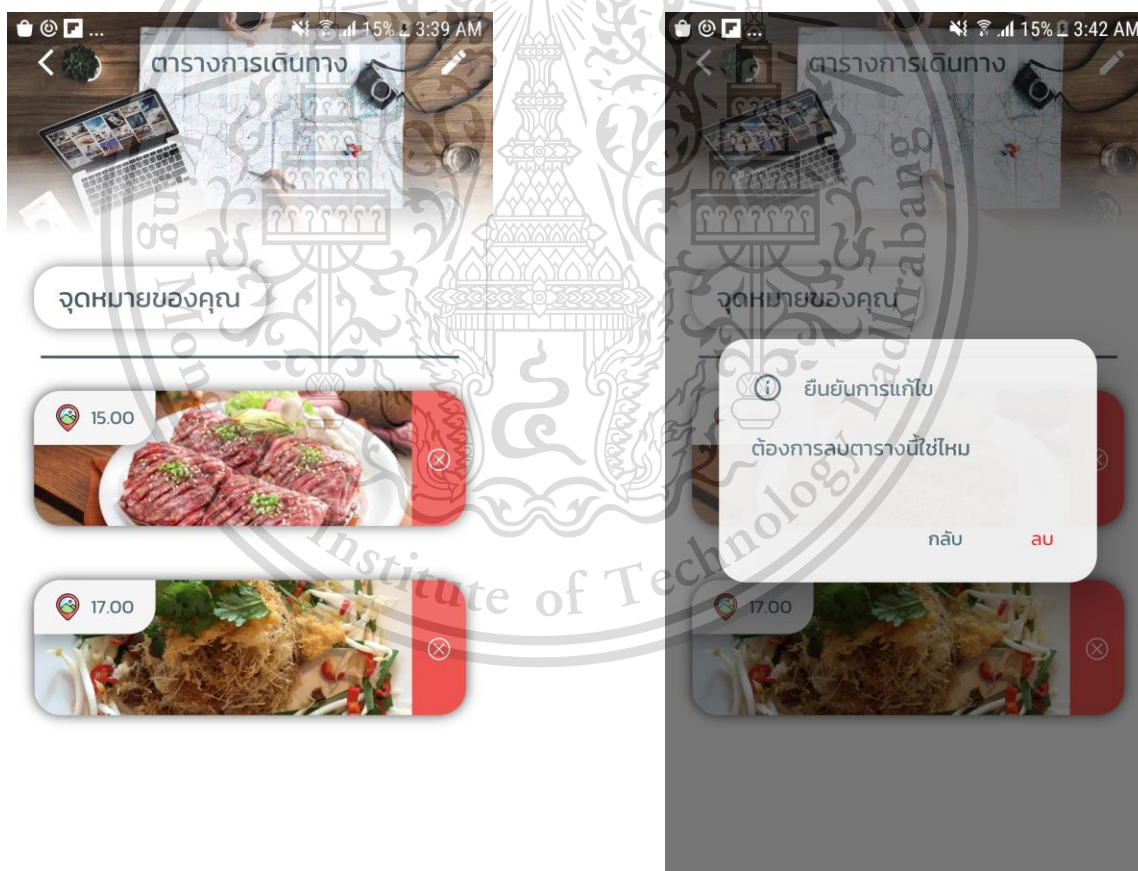 15% 3:39 AM
ตารางการเดินทาง
จุดหมายของคุณ
15.00
17.00
15% 3:42 AM
ตารางการเดินทาง
จุดหมายของคุณ
ยืนยันการแก้ไข
ต้องการลบตารางนี้ใช่ไหม
กลับ ลบ
17.00
Institute of Technology Ladkrabang